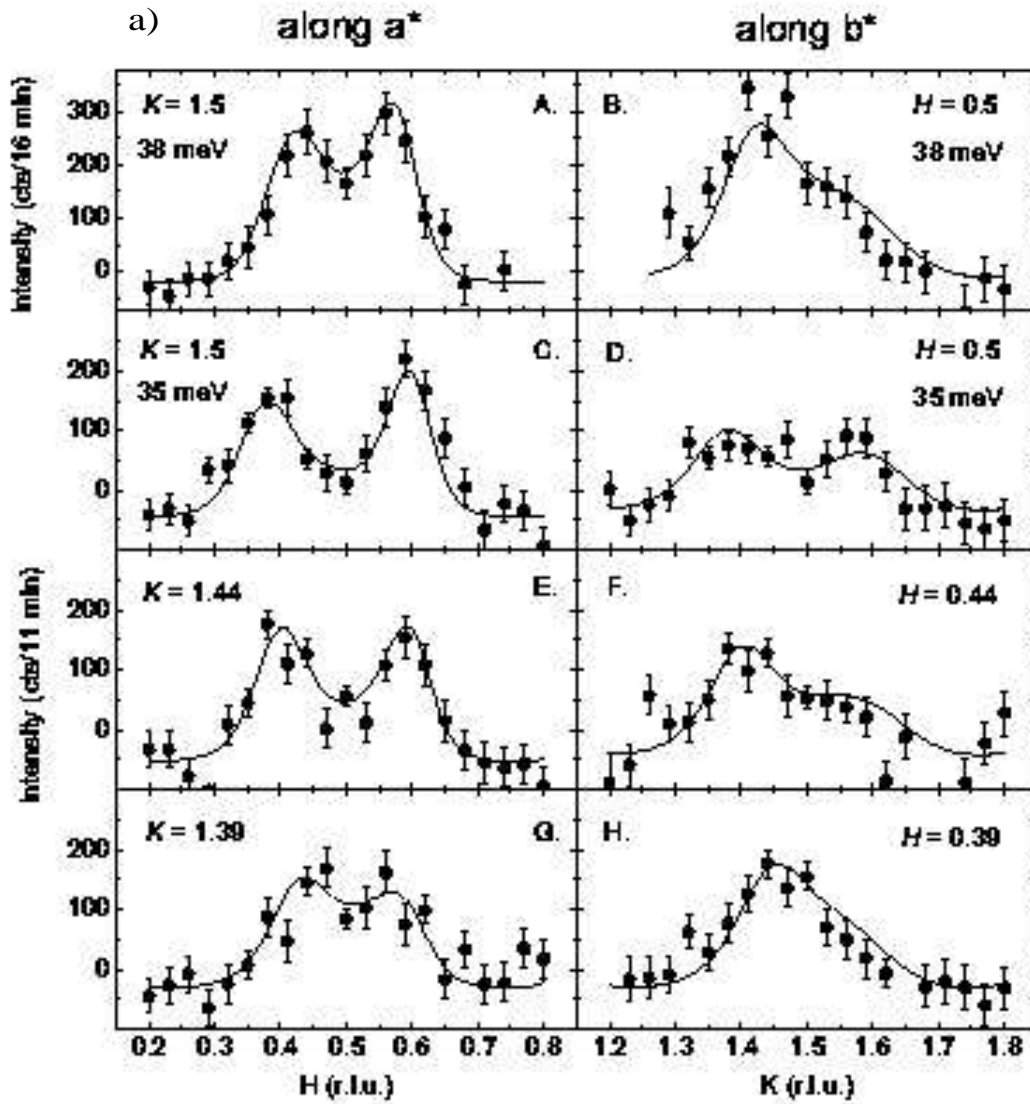 a) along a* along b*
K = 1.5 A. B. H = 0.5
38 meV 38 meV
300
200
100
0
Intensity (cts/16 min)
K = 1.5 C. D. H = 0.5
35 meV 35 meV
200
100
0
K = 1.44 E. F. H = 0.44
200
100
0
Intensity (cts/11 min)
K = 1.39 G. H. H = 0.39
200
100
0
0.2 0.3 0.4 0.5 0.6 0.7 0.8 1.2 1.3 1.4 1.5 1.6 1.7 1.8
H (r.l.u.) K (r.l.u.)